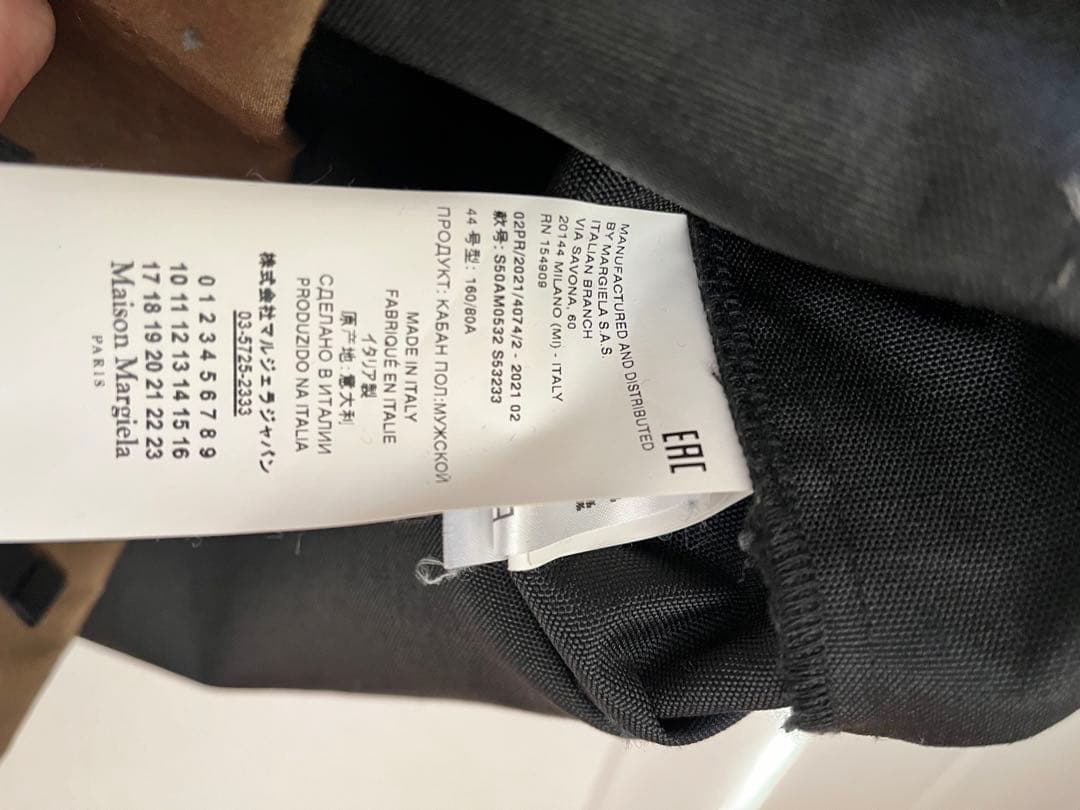 EAC
MANUFACTURED AND DISTRIBUTED
BY MARGIELA S.A.S.
ITALIAN BRANCH
VIA SAVONA, 60
20144 MILANO (MI) - ITALY
RN 154909
02PR/2021/4074/2 - 2021 02
款号: S50AM0532 S53233
44 号型: 160/80A
ПРОДУКТ: КАБАН ПОЛ:МУЖСКОЙ
MADE IN ITALY
FABRIQUÉ EN ITALIE
イタリア製
原产地: 意大利
СДЕЛАНО В ИТАЛИИ
PRODUZIDO NA ITALIA
株式会社マルジェラジャパン
03-5725-2333
0 1 2 3 4 5 6 7 8 9
10 11 12 13 14 15 16
17 18 19 20 21 22 23
Maison Margiela
PARIS